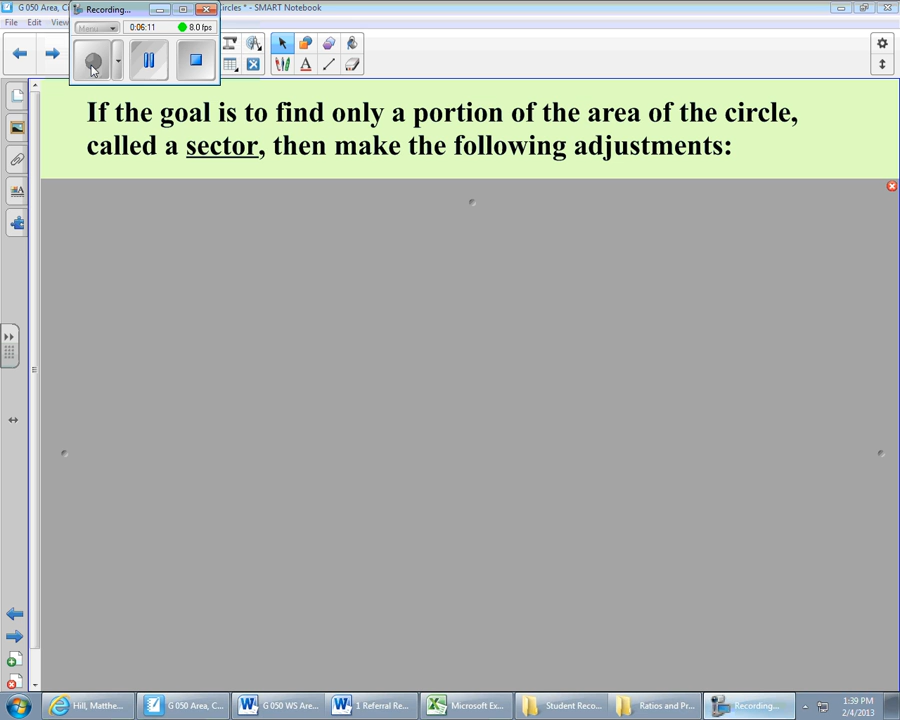 G 050 Area, Ci
Recording...
ircles * - SMART Notebook
File Edit View
Menu
0:06:11
8.0 fps
If the goal is to find only a portion of the area of the circle,
called a sector, then make the following adjustments:
Hill, Matthe...
G 050 Area, C...
G 050 WS Are...
1 Referral Re...
Microsoft Ex...
Student Reco...
Ratios and Pr...
Recording...
1:39 PM
2/4/2013